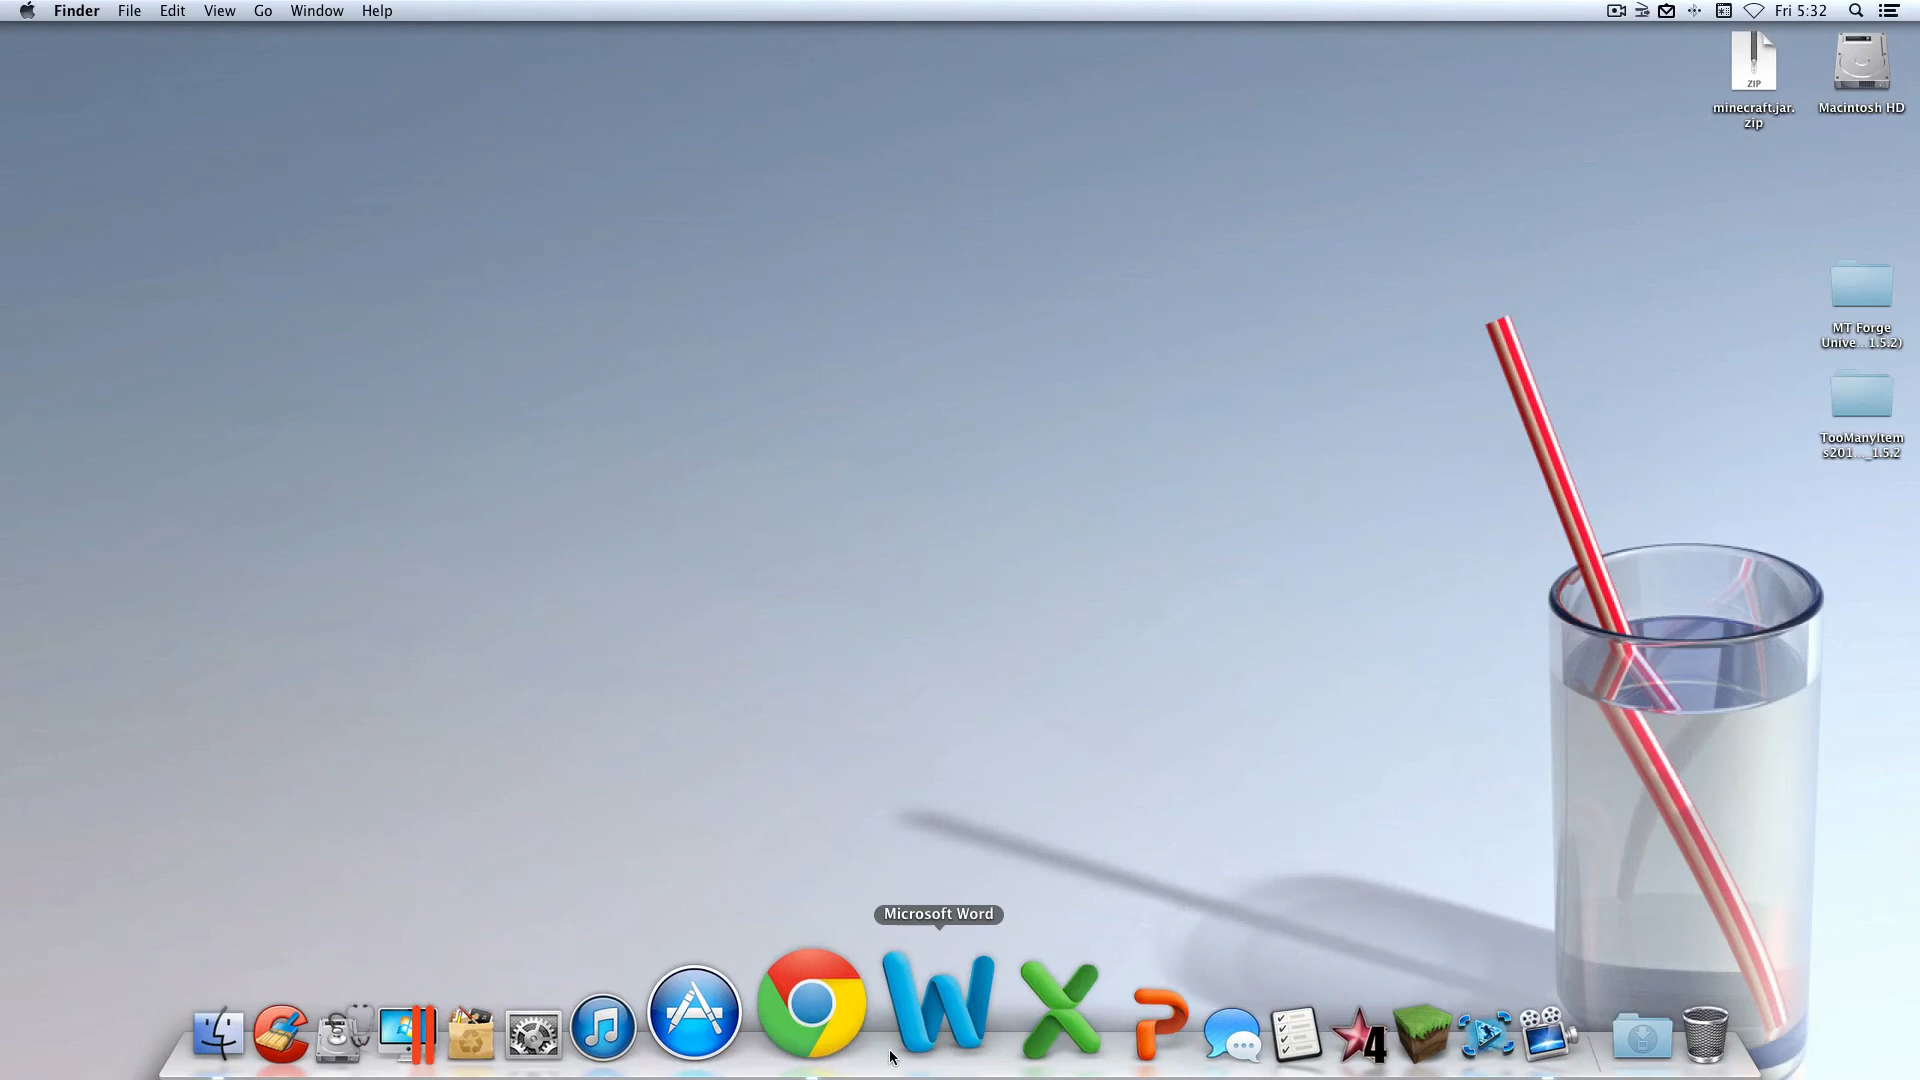 Finder File Edit View Go Window Help
Fri 5:32
ZIP
minecraft.jar.
zip
Macintosh HD
MT Forge
Unive...1.5.2)
TooManyItem
s201..._1.5.2
Microsoft Word
4